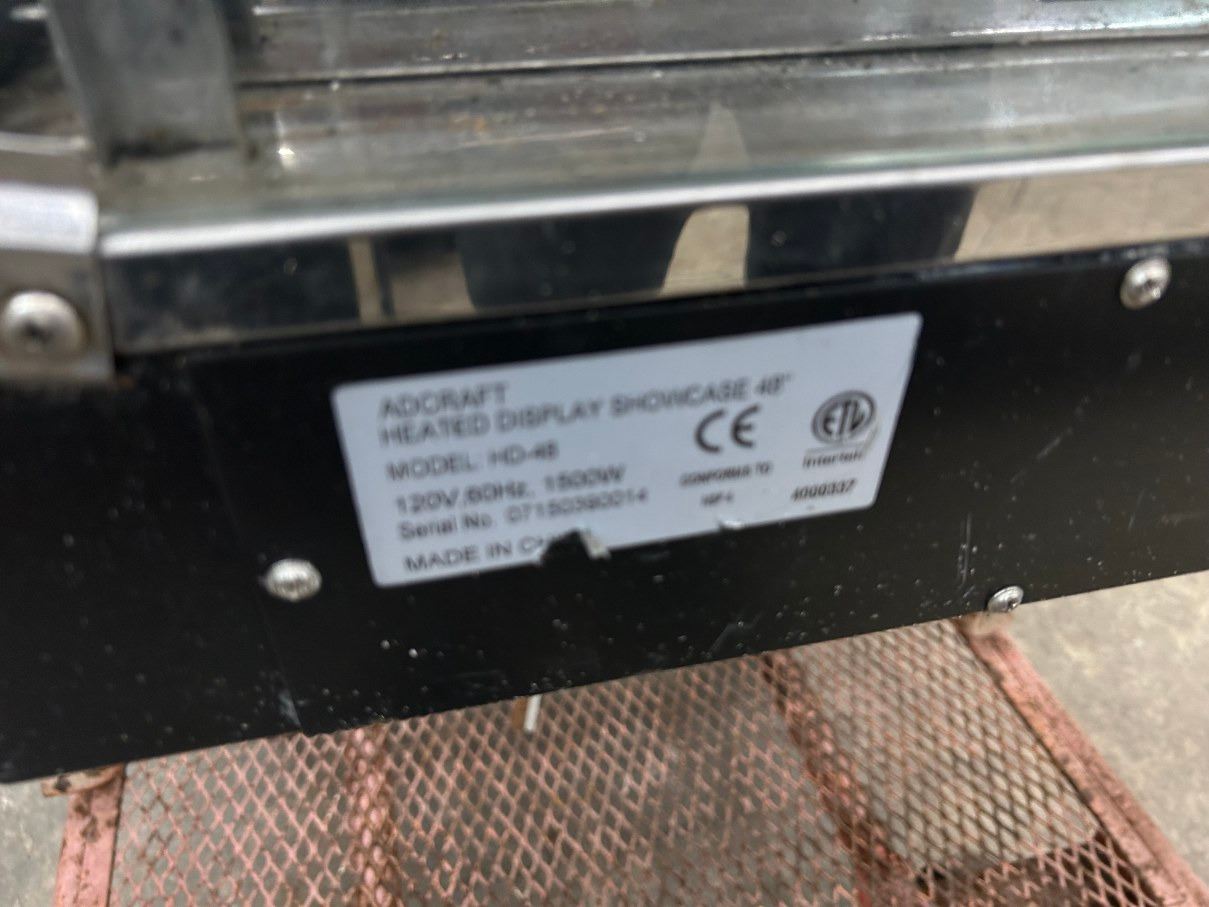 ADCRAFT
HEATED DISPLAY SHOWCASE 48"
MODEL: HD-48
120V,60Hz, 1500W
Serial No. 07150390014
MADE IN
CE
ETL
Intertek
CONFORMS TO
4000337